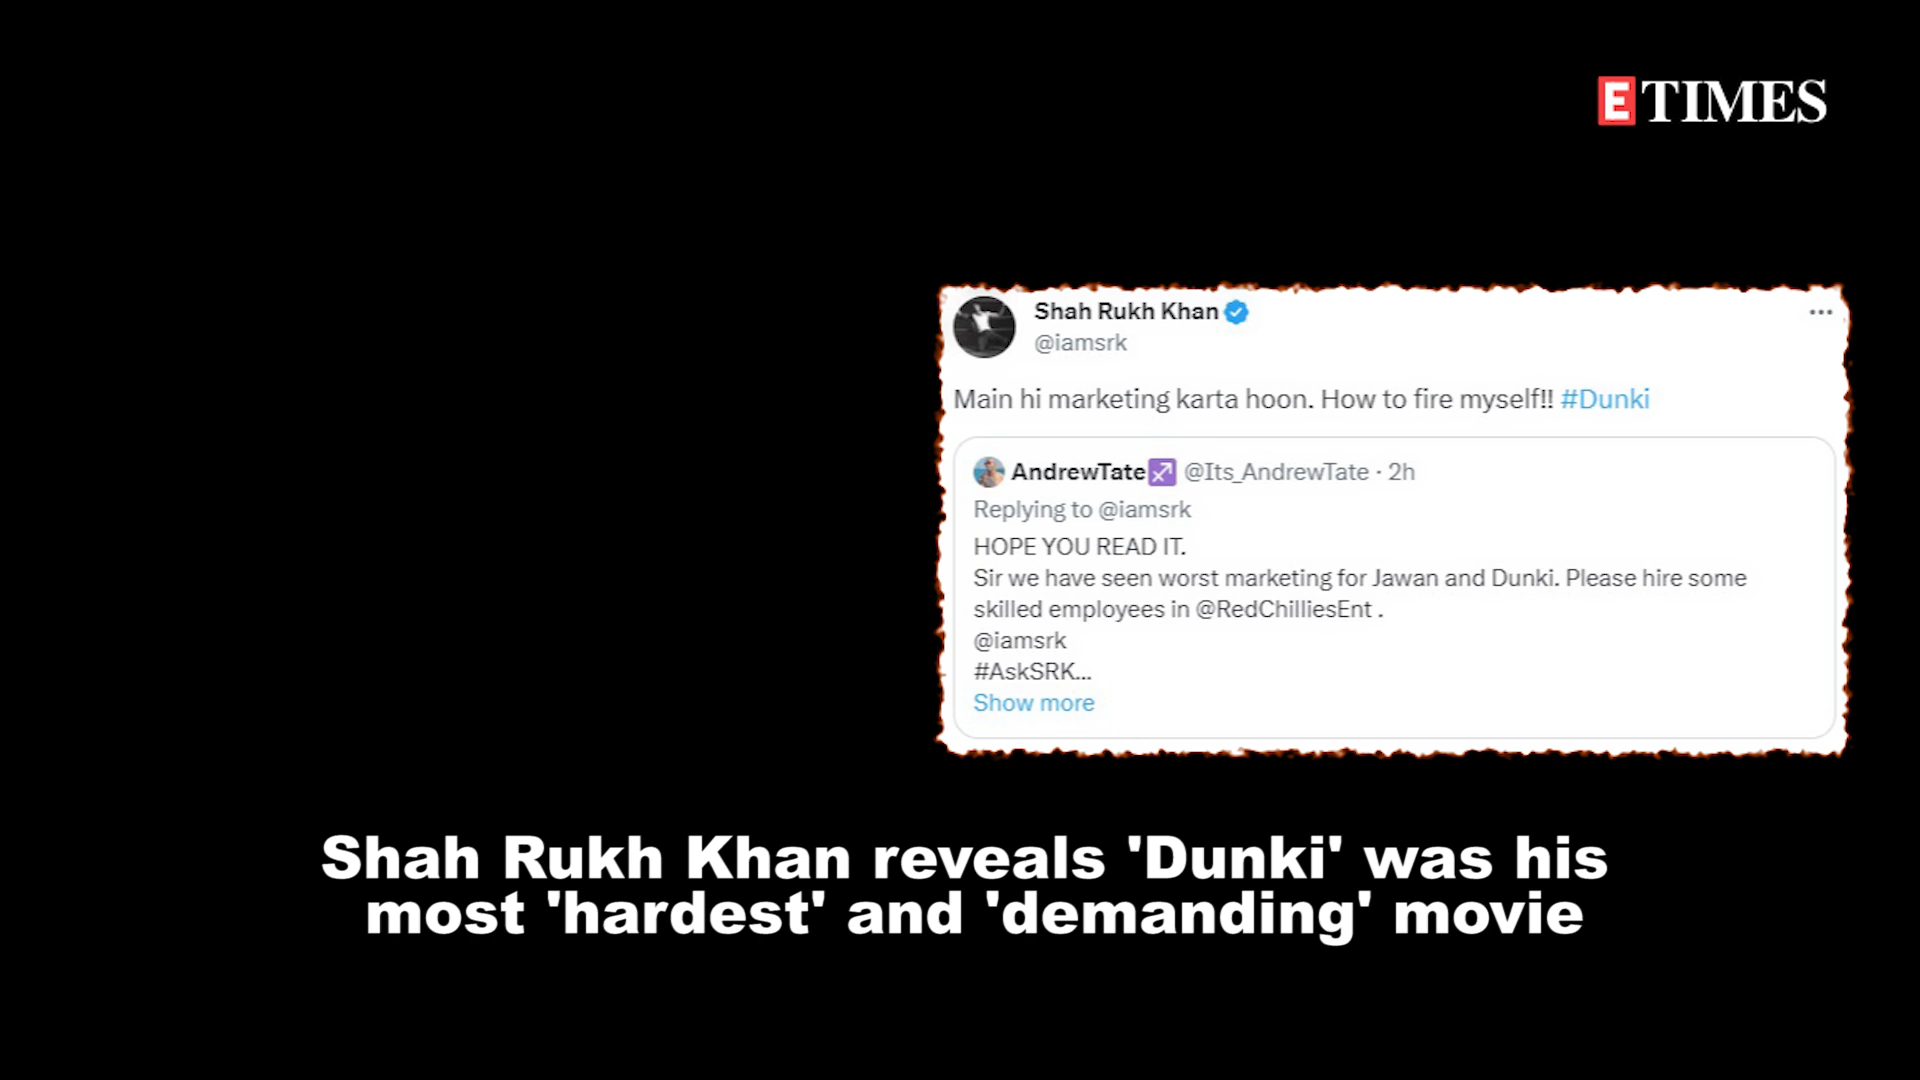 E TIMES
Shah Rukh Khan
@iamsrk
Main hi marketing karta hoon. How to fire myself!! #Dunki
AndrewTate♐ @Its_AndrewTate · 2h
Replying to @iamsrk
HOPE YOU READ IT.
Sir we have seen worst marketing for Jawan and Dunki. Please hire some
skilled employees in @RedChilliesEnt .
@iamsrk
#AskSRK...
Show more
Shah Rukh Khan reveals 'Dunki' was his
most 'hardest' and 'demanding' movie